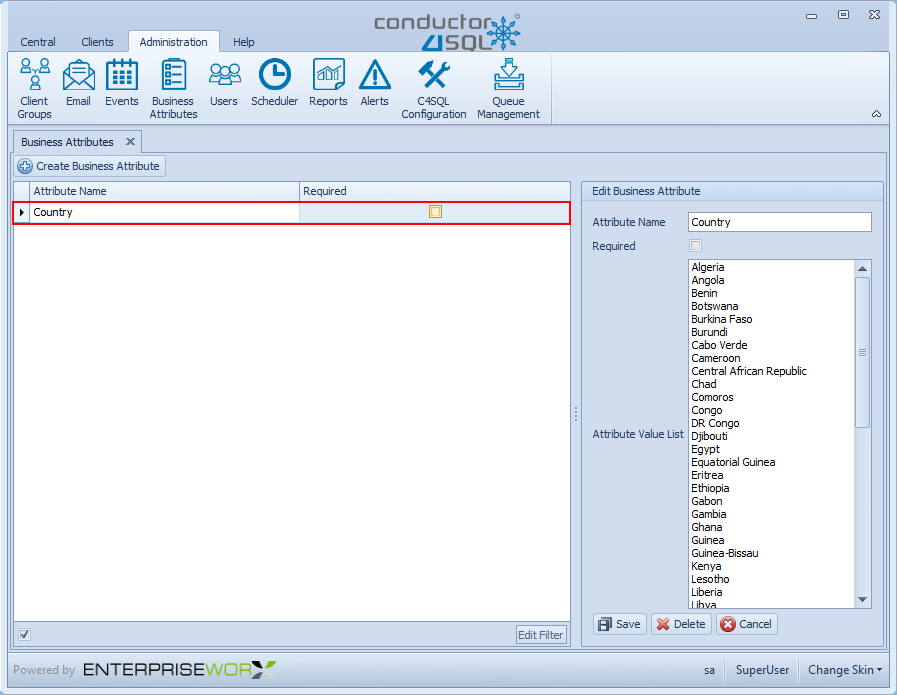 conductor
4SQL
Central Clients Administration Help
Client Groups
Email
Events
Business Attributes
Users
Scheduler
Reports
Alerts
C4SQL Configuration
Queue Management
Business Attributes
Create Business Attribute
Attribute Name Required
Country
Edit Filter
Edit Business Attribute
Attribute Name Country
Required
Attribute Value List
Algeria
Angola
Benin
Botswana
Burkina Faso
Burundi
Cabo Verde
Cameroon
Central African Republic
Chad
Comoros
Congo
DR Congo
Djibouti
Egypt
Equatorial Guinea
Eritrea
Ethiopia
Gabon
Gambia
Ghana
Guinea
Guinea-Bissau
Kenya
Lesotho
Liberia
Libya
Save Delete Cancel
Powered by ENTERPRISEWORX
sa SuperUser Change Skin